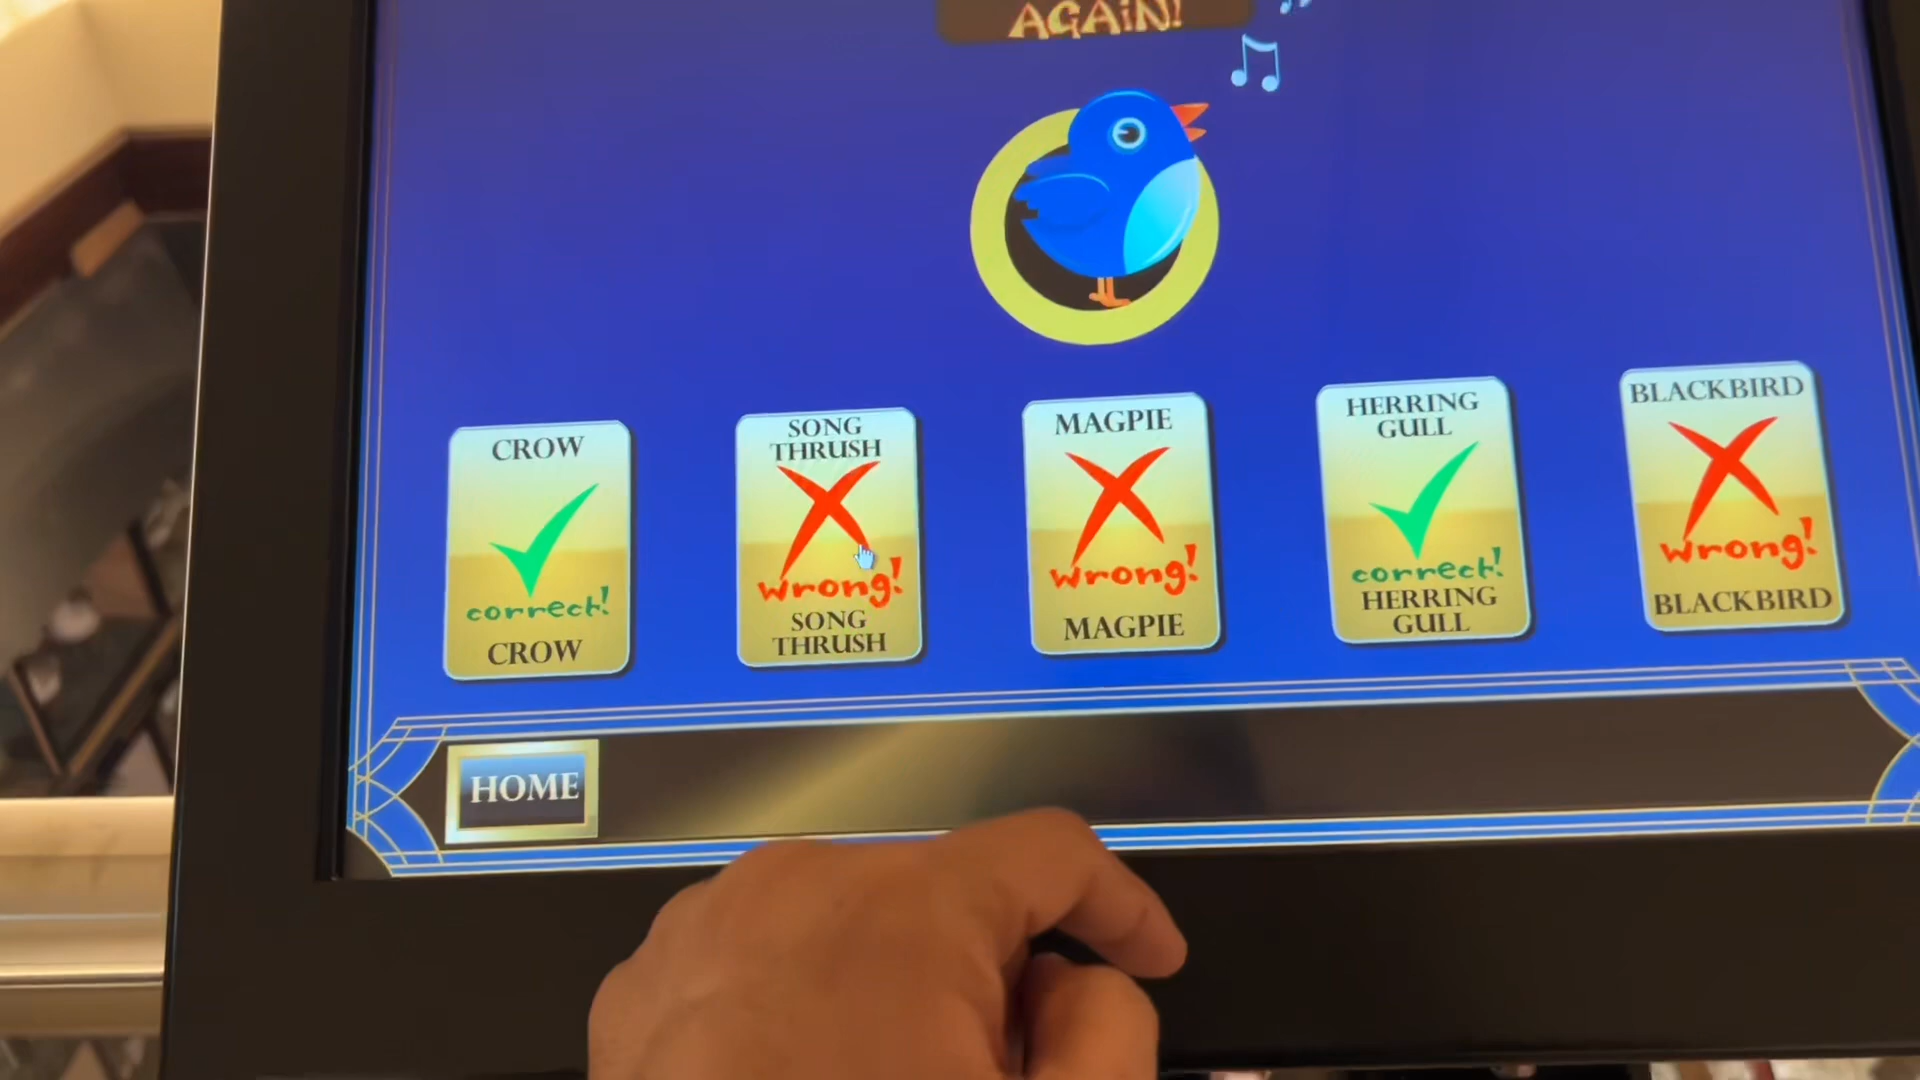 AGAiN!
CROW
correct!
CROW
SONG
THRUSH
wrong!
SONG
THRUSH
MAGPIE
wrong!
MAGPIE
HERRING
GULL
correct!
HERRING
GULL
BLACKBIRD
wrong!
BLACKBIRD
HOME